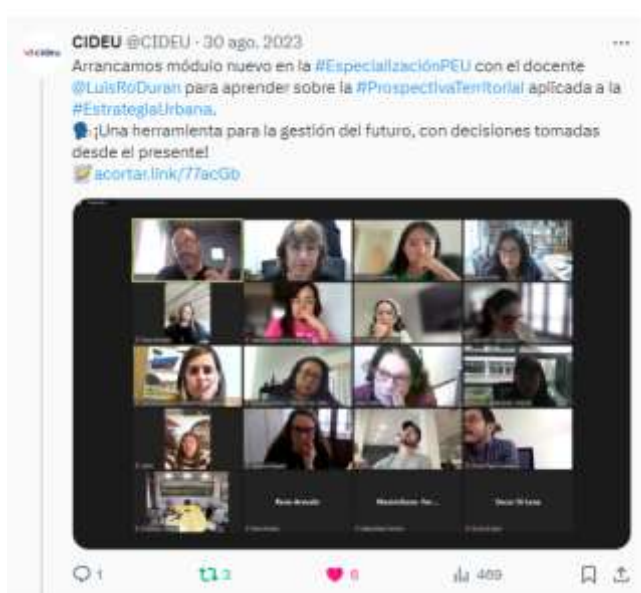 CIDEU @CIDEU · 30 ago. 2023
Arrancamos módulo nuevo en la #EspecializaciónPEU con el docente
@LuisRoDuran para aprender sobre la #ProspectivaTerritorial aplicada a la
#EstrategiaUrbana.
🗣️¡Una herramienta para la gestión del futuro, con decisiones tomadas
desde el presente!
acortar.link/77acGb
1 3 6 469